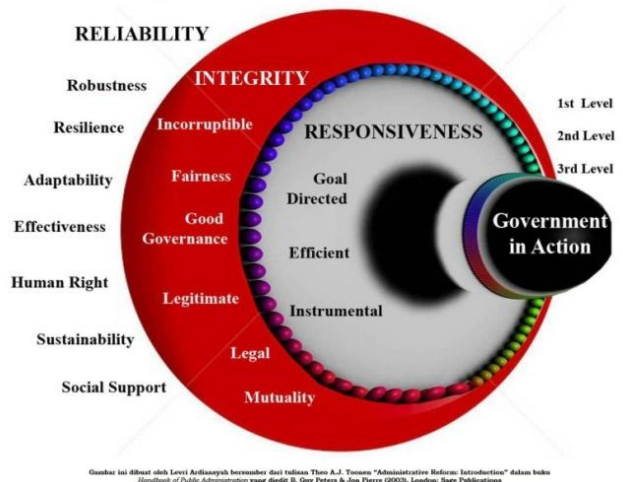 RELIABILITY
Robustness
Resilience
Adaptability
Effectiveness
Human Right
Sustainability
Social Support
INTEGRITY
Incorruptible
Fairness
Good
Governance
Legitimate
Legal
Mutuality
RESPONSIVENESS
Goal
Directed
Efficient
Instrumental
1st Level
2nd Level
3rd Level
Government
in Action
Gambar ini dibuat oleh Levri Ardiansyah bersumber dari tulisan Theo A.J. Toonen "Administrative Reform: Introduction" dalam buku
Handbook of Public Administration yang diedit B. Guy Peters & Jon Pierre (2003). London: Sage Publications